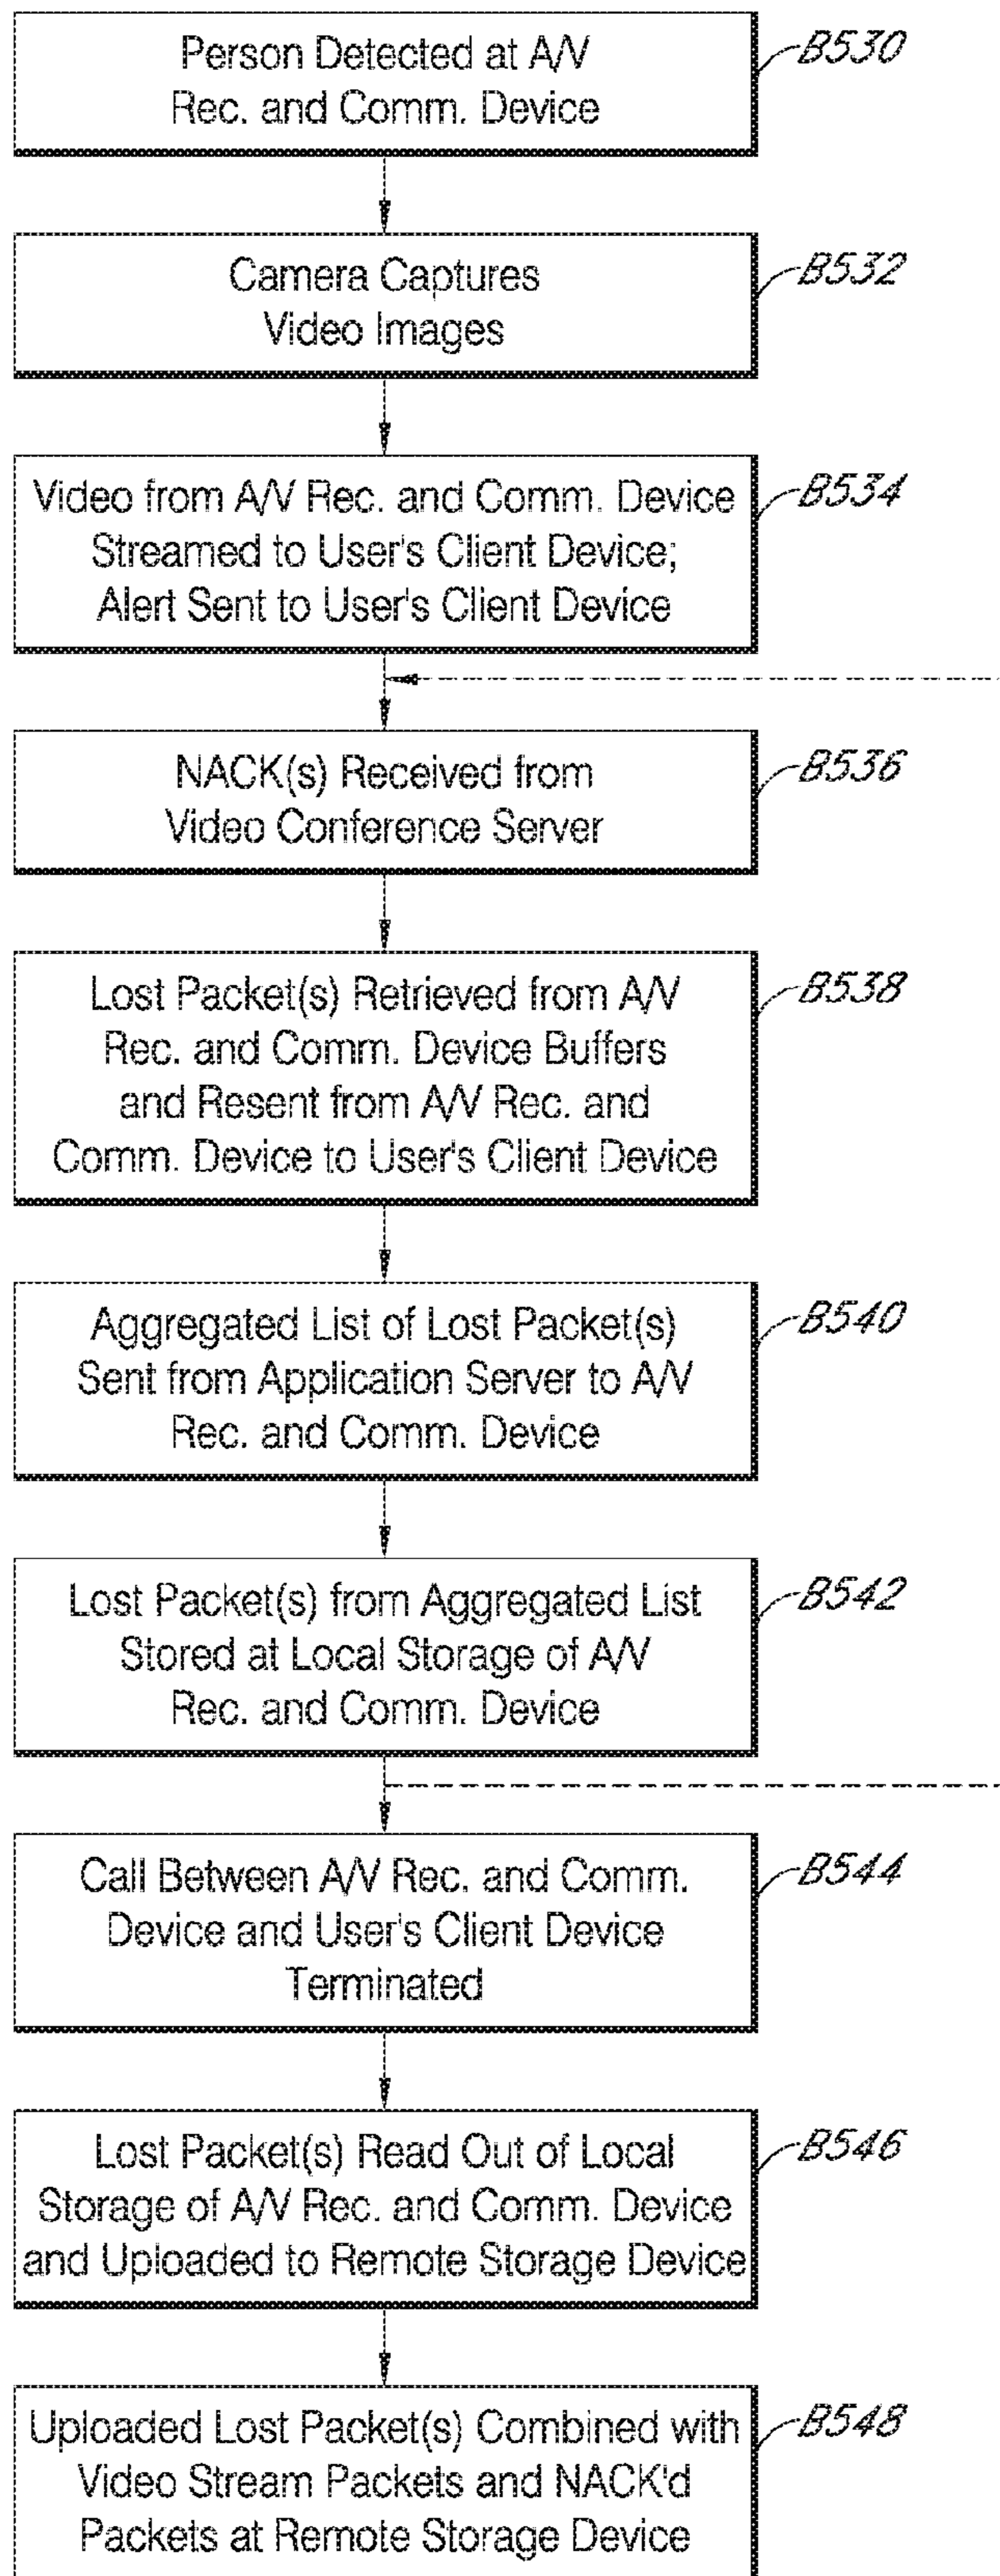 Person Detected at A/V
Rec. and Comm. Device
B530
Camera Captures
Video Images
B532
Video from A/V Rec. and Comm. Device
Streamed to User's Client Device;
Alert Sent to User's Client Device
B534
NACK(s) Received from
Video Conference Server
B536
Lost Packet(s) Retrieved from A/V
Rec. and Comm. Device Buffers
and Resent from A/V Rec. and
Comm. Device to User's Client Device
B538
Aggregated List of Lost Packet(s)
Sent from Application Server to A/V
Rec. and Comm. Device
B540
Lost Packet(s) from Aggregated List
Stored at Local Storage of A/V
Rec. and Comm. Device
B542
Call Between A/V Rec. and Comm.
Device and User's Client Device
Terminated
B544
Lost Packet(s) Read Out of Local
Storage of A/V Rec. and Comm. Device
and Uploaded to Remote Storage Device
B546
Uploaded Lost Packet(s) Combined with
Video Stream Packets and NACK'd
Packets at Remote Storage Device
B548